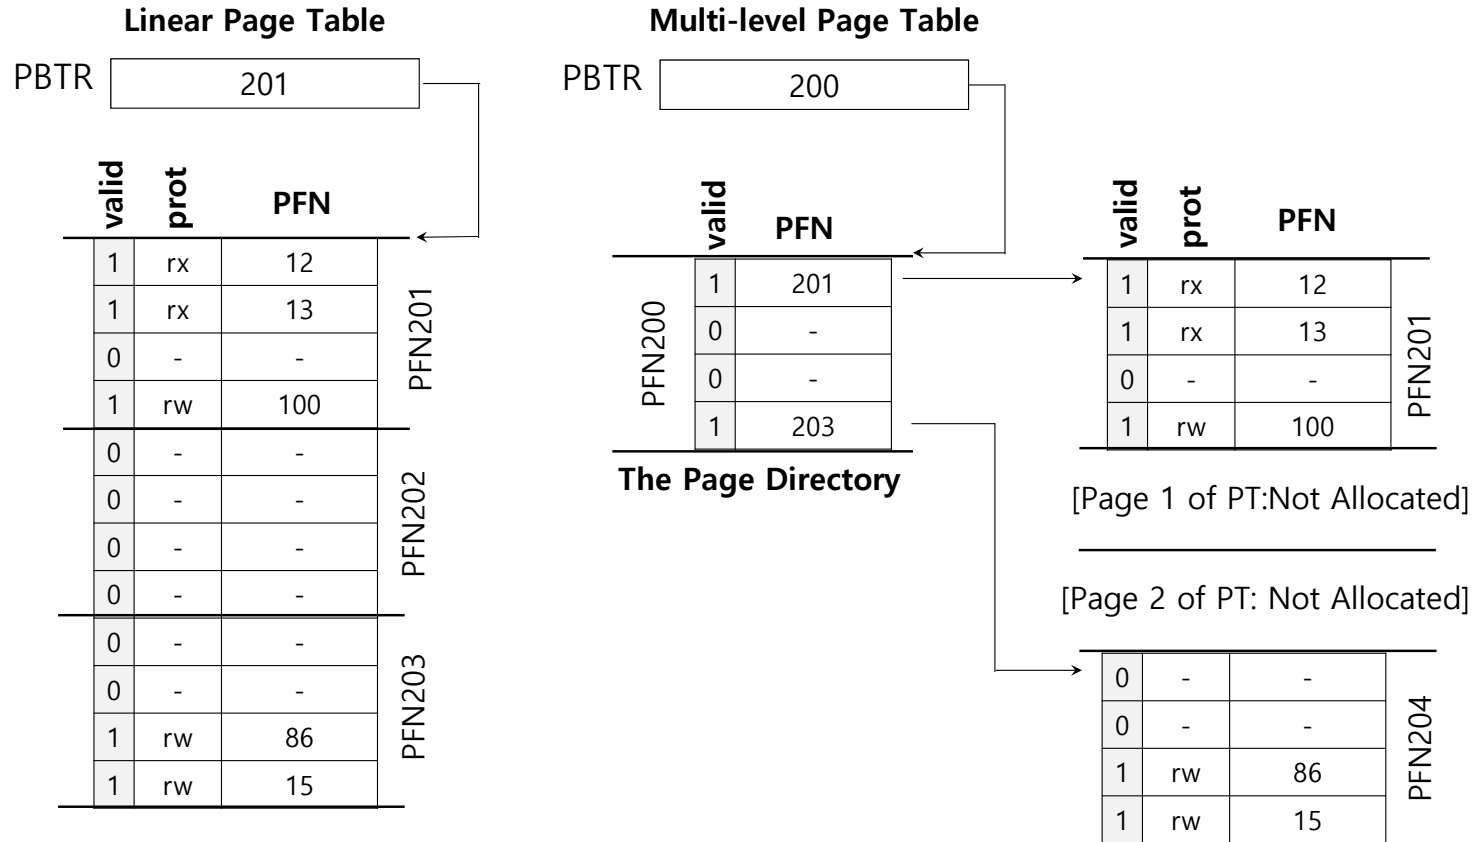 Linear Page Table
PBTR 201
valid prot PFN
1 rx 12
1 rx 13
0 - -
1 rw 100
PFN201
0 - -
0 - -
0 - -
0 - -
PFN202
0 - -
0 - -
1 rw 86
1 rw 15
PFN203
Multi-level Page Table
PBTR 200
valid PFN
PFN200
1 201
0 -
0 -
1 203
The Page Directory
valid prot PFN
1 rx 12
1 rx 13
0 - -
1 rw 100
PFN201
[Page 1 of PT:Not Allocated]
[Page 2 of PT: Not Allocated]
0 - -
0 - -
1 rw 86
1 rw 15
PFN204